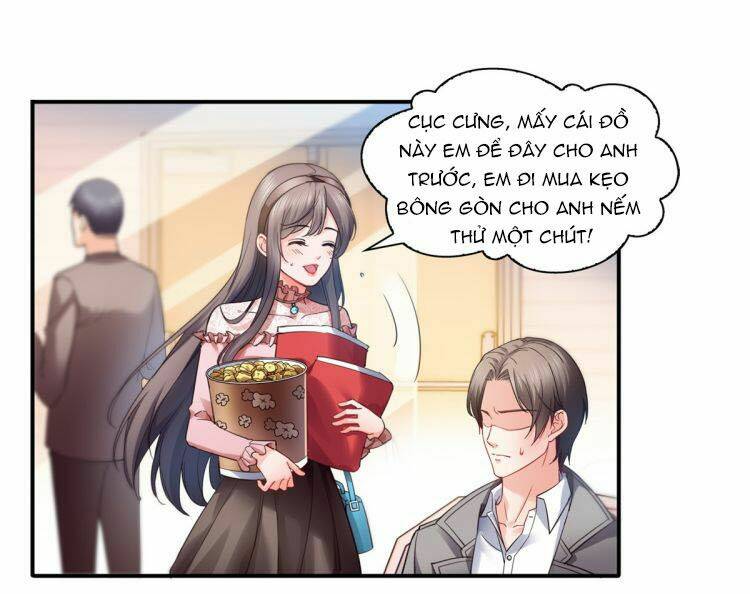 CỤC CƯNG, MẤY CÁI ĐỒ
NÀY EM ĐỂ ĐÂY CHO ANH
TRƯỚC, EM ĐI MUA KẸO
BÔNG GÒN CHO ANH NẾM
THỬ MỘT CHÚT!